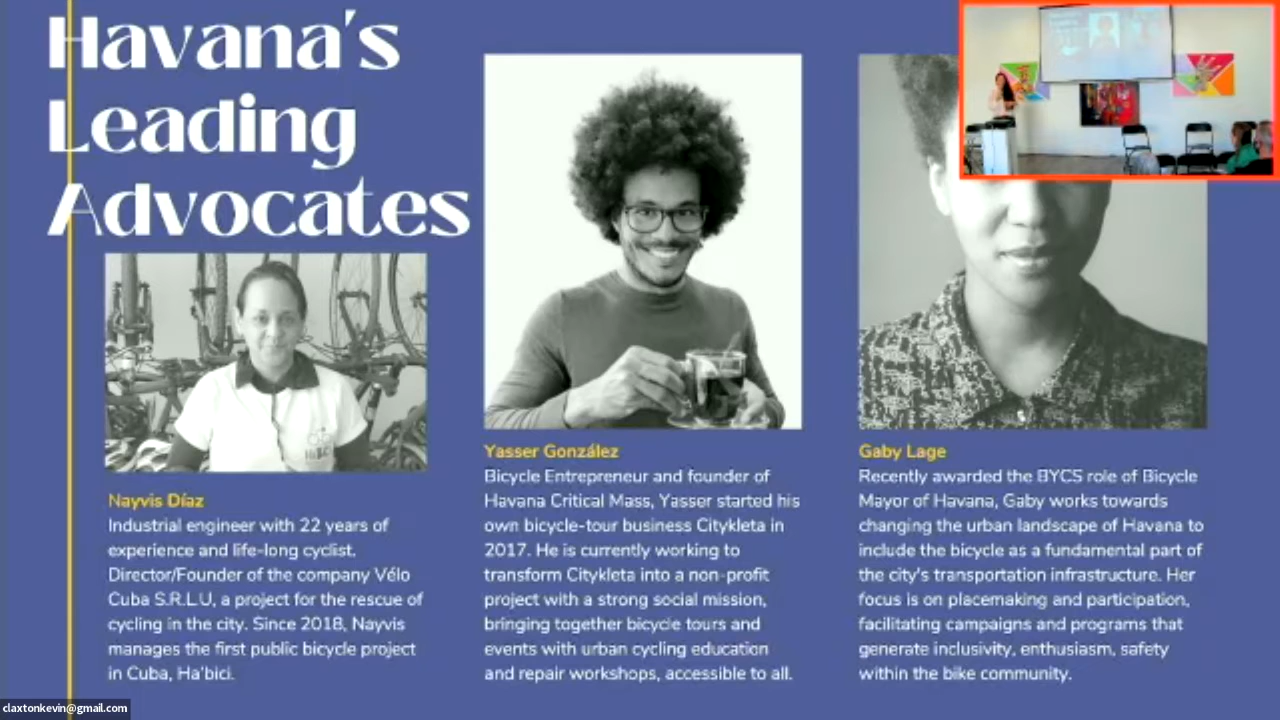 Havana's
Leading
Advocates
Nayvis Díaz
Industrial engineer with 22 years of
experience and life-long cyclist.
Director/Founder of the company Vélo
Cuba S.R.L.U, a project for the rescue of
cycling in the city. Since 2018, Nayvis
manages the first public bicycle project
in Cuba, Ha'bici.
Yasser González
Bicycle Entrepreneur and founder of
Havana Critical Mass, Yasser started his
own bicycle-tour business Citykleta in
2017. He is currently working to
transform Citykleta into a non-profit
project with a strong social mission,
bringing together bicycle tours and
events with urban cycling education
and repair workshops, accessible to all.
Gaby Lage
Recently awarded the BYCS role of Bicycle
Mayor of Havana, Gaby works towards
changing the urban landscape of Havana to
include the bicycle as a fundamental part of
the city's transportation infrastructure. Her
focus is on placemaking and participation,
facilitating campaigns and programs that
generate inclusivity, enthusiasm, safety
within the bike community.
claxtonkevin@gmail.com